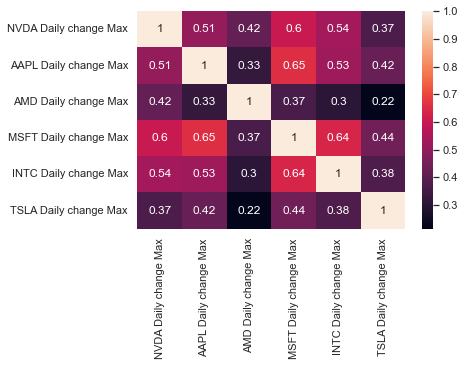 NVDA Daily change Max 1 0.51 0.42 0.6 0.54 0.37
AAPL Daily change Max 0.51 1 0.33 0.65 0.53 0.42
AMD Daily change Max 0.42 0.33 1 0.37 0.3 0.22
MSFT Daily change Max 0.6 0.65 0.37 1 0.64 0.44
INTC Daily change Max 0.54 0.53 0.3 0.64 1 0.38
TSLA Daily change Max 0.37 0.42 0.22 0.44 0.38 1
NVDA Daily change Max
AAPL Daily change Max
AMD Daily change Max
MSFT Daily change Max
INTC Daily change Max
TSLA Daily change Max
1.0
0.9
0.8
0.7
0.6
0.5
0.4
0.3